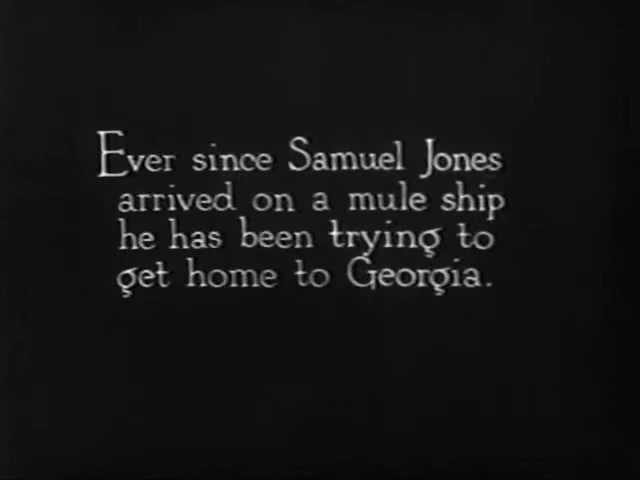 Ever since Samuel Jones
arrived on a mule ship
he has been trying to
get home to Georgia.